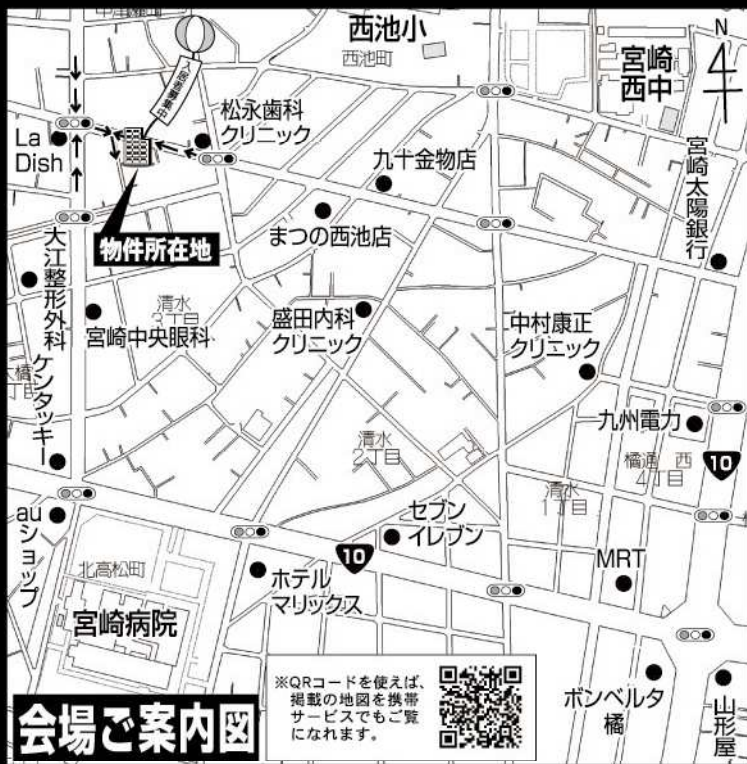 西池小
西池町
宮崎
西中
N
入居者募集中
松永歯科
クリニック
La
Dish
九十金物店
宮崎太陽銀行
物件所在地
まつの西池店
大江整形外科
清水
3丁目
宮崎中央眼科
盛田内科
クリニック
中村康正
クリニック
ケンタッキー
九州電力
清水
2丁目
橘通 西
4丁目
10
清水
1丁目
au
ショップ
セブン
イレブン
10
MRT
北高松町
ホテル
マリックス
宮崎病院
※QRコードを使えば、
掲載の地図を携帯
サービスでもご覧
になれます。
ボンベルタ
橘
山形屋
会場ご案内図